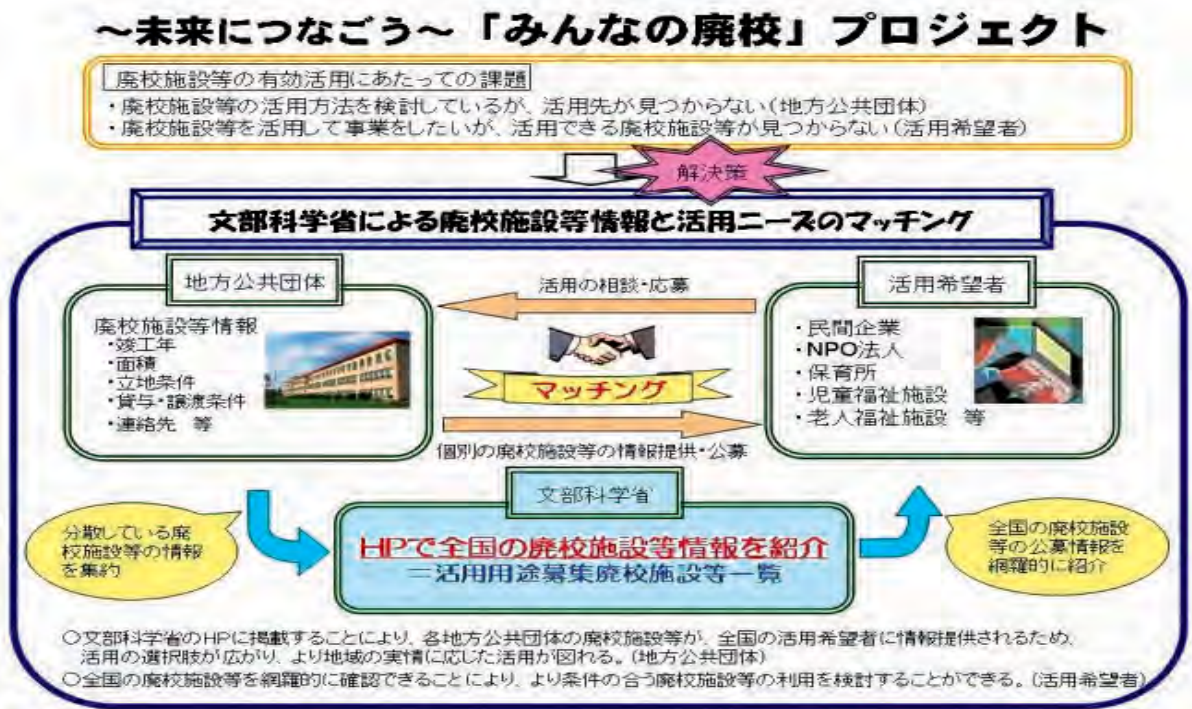 ～未来につなごう～「みんなの廃校」プロジェクト
廃校施設等の有効活用にあたっての課題
・廃校施設等の活用方法を検討しているが、活用先が見つからない(地方公共団体)
・廃校施設等を活用して事業をしたいが、活用できる廃校施設等が見つからない(活用希望者)
解決策
文部科学省による廃校施設等情報と活用ニーズのマッチング
地方公共団体
廃校施設等情報
・竣工年
・面積
・立地条件
・貸与・譲渡条件
・連絡先 等
活用の相談・応募
マッチング
個別の廃校施設等の情報提供・公募
活用希望者
・民間企業
・NPO法人
・保育所
・児童福祉施設
・老人福祉施設 等
分散している廃
校施設等の情報
を集約
文部科学省
HPで全国の廃校施設等情報を紹介
＝活用用途募集廃校施設等一覧
全国の廃校施設
等の公募情報を
網羅的に紹介
○文部科学省のHPに掲載することにより、各地方公共団体の廃校施設等が、全国の活用希望者に情報提供されるため、
活用の選択肢が広がり、より地域の実情に応じた活用が図れる。(地方公共団体)
○全国の廃校施設等を網羅的に確認できることにより、より条件の合う廃校施設等の利用を検討することができる。(活用希望者)